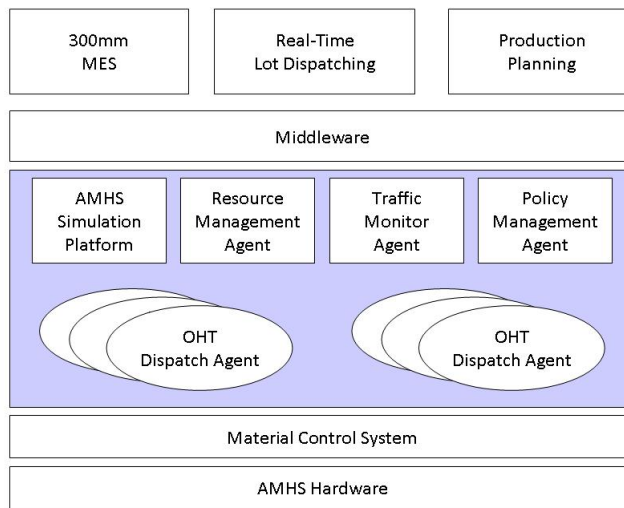 300mm
MES
Real-Time
Lot Dispatching
Production
Planning
Middleware
AMHS
Simulation
Platform
Resource
Management
Agent
Traffic
Monitor
Agent
Policy
Management
Agent
OHT
Dispatch Agent
OHT
Dispatch Agent
Material Control System
AMHS Hardware